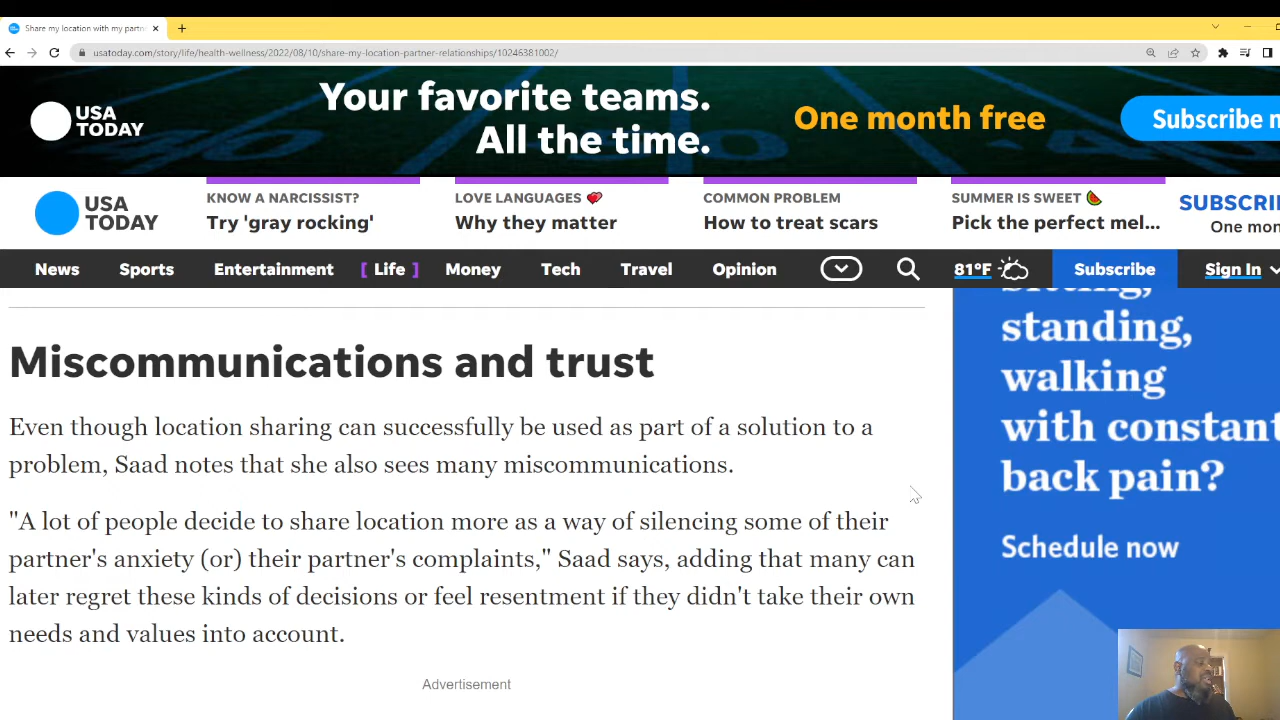 Share my location with my partn
usatoday.com/story/life/health-wellness/2022/08/10/share-my-location-partner-relationships/10246381002/
USA TODAY
Your favorite teams.
All the time.
One month free
Subscribe n
USA TODAY
KNOW A NARCISSIST?
Try 'gray rocking'
LOVE LANGUAGES 💕
Why they matter
COMMON PROBLEM
How to treat scars
SUMMER IS SWEET 🍉
Pick the perfect mel...
SUBSCRI
One mon
News Sports Entertainment [ Life ] Money Tech Travel Opinion 81°F Subscribe Sign In
Miscommunications and trust
Even though location sharing can successfully be used as part of a solution to a
problem, Saad notes that she also sees many miscommunications.
"A lot of people decide to share location more as a way of silencing some of their
partner's anxiety (or) their partner's complaints," Saad says, adding that many can
later regret these kinds of decisions or feel resentment if they didn't take their own
needs and values into account.
Advertisement
standing,
walking
with constant
back pain?
Schedule now